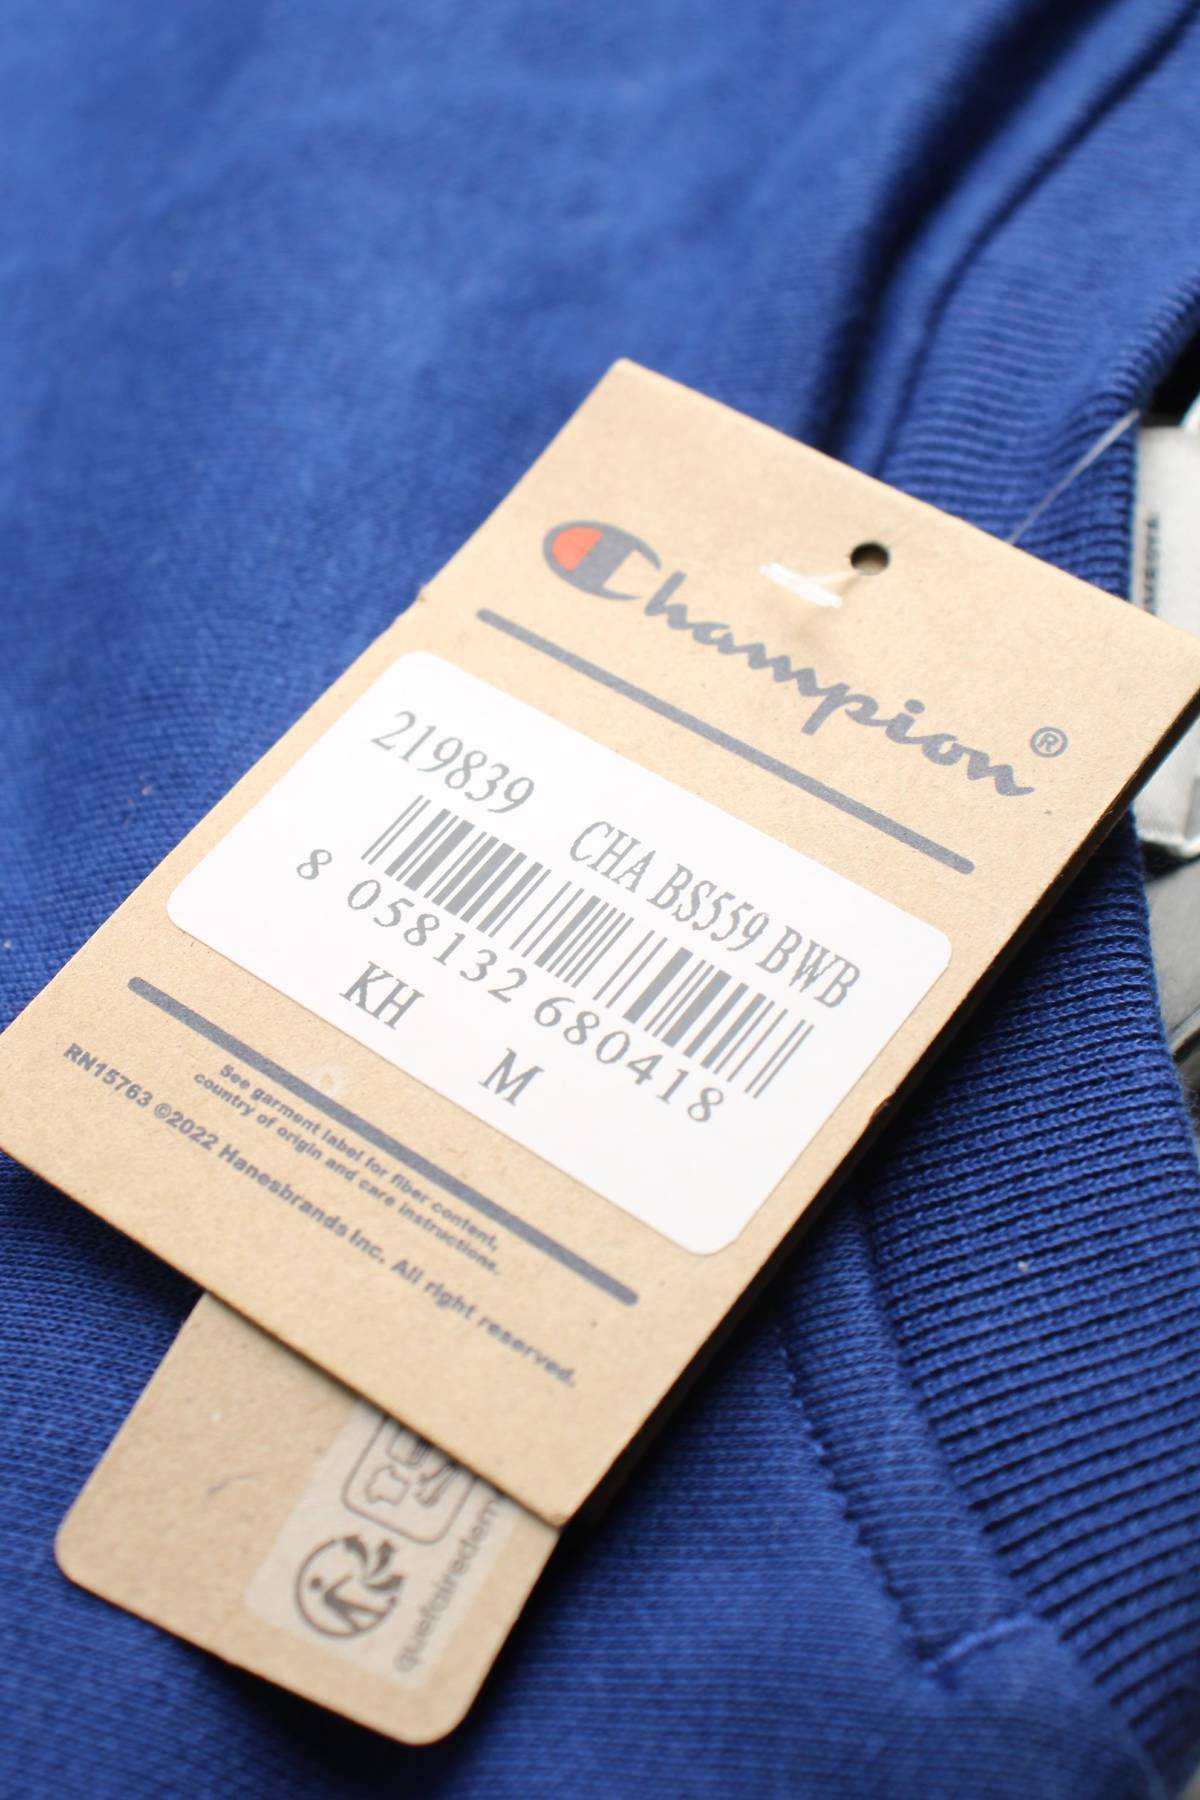 Champion®
219839 CHA BS559 BWB
8 058132 680418
KH M
See garment label for fiber content,
country of origin and care instructions.
RN15763 ©2022 Hanesbrands Inc. All right reserved.